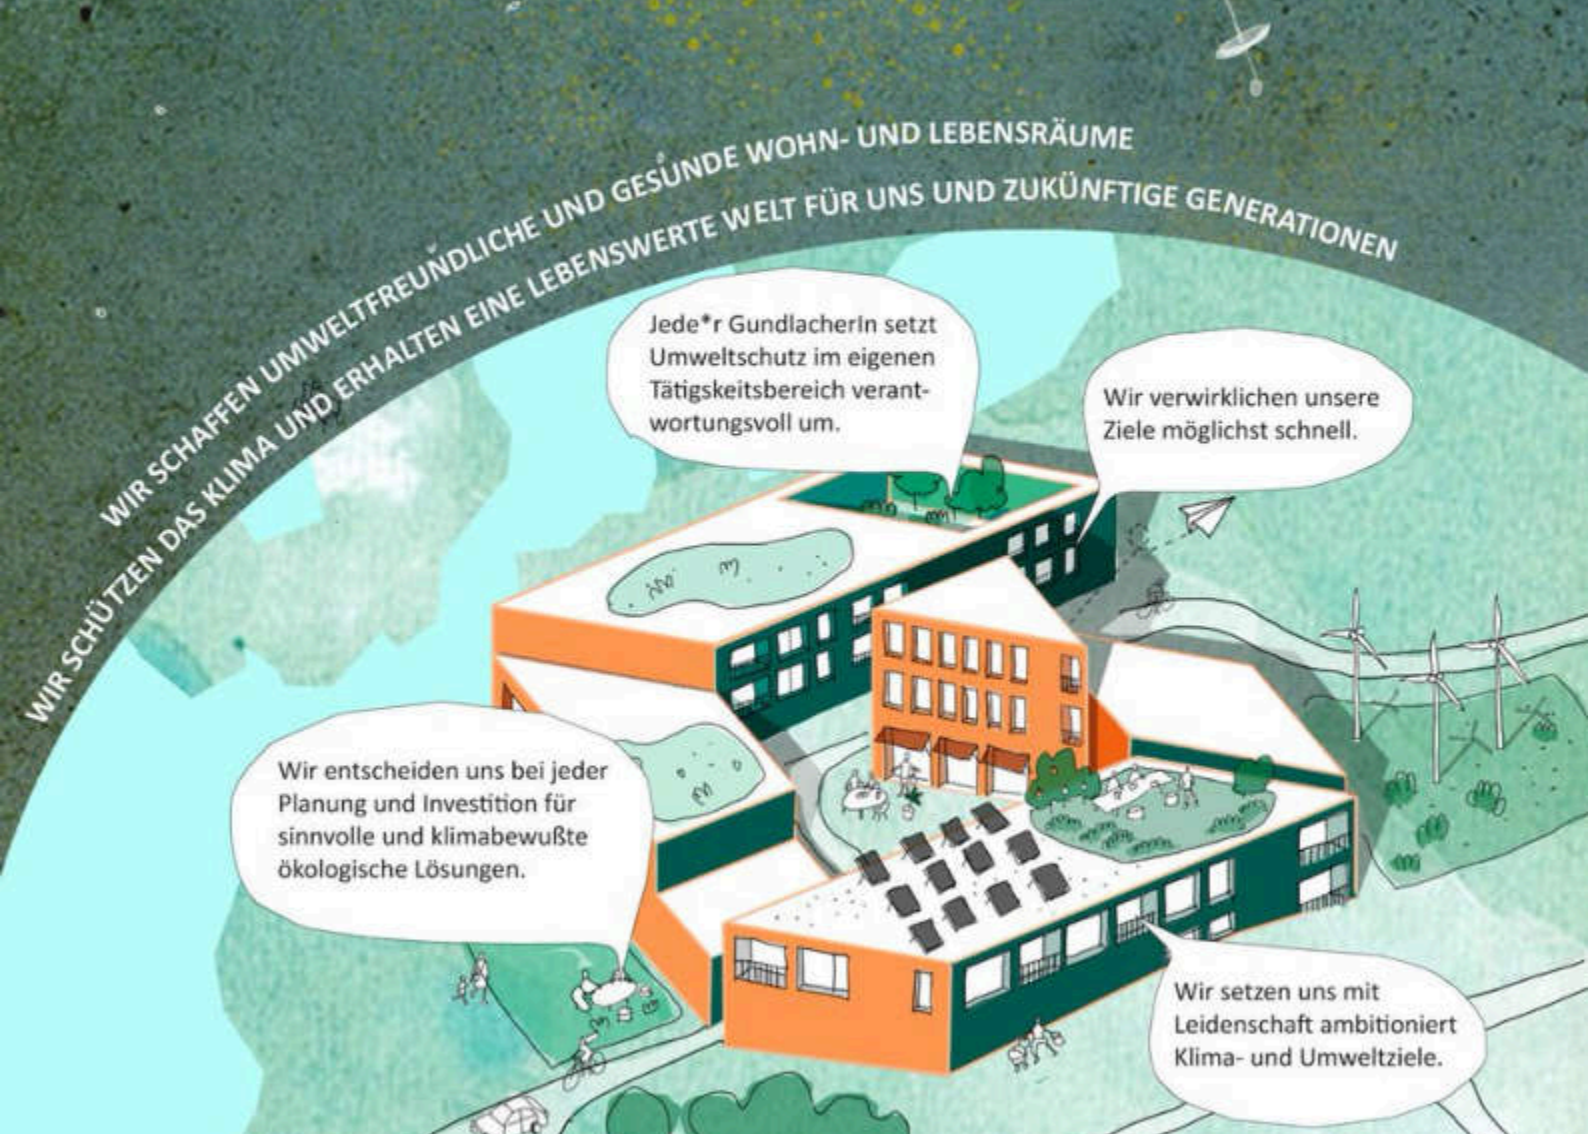 WIR SCHAFFEN UMWELTFREUNDLICHE UND GESUNDE WOHN- UND LEBENSRÄUME
WIR SCHÜTZEN DAS KLIMA UND ERHALTEN EINE LEBENSWERTE WELT FÜR UNS UND ZUKÜNFTIGE GENERATIONEN
Jede*r GundlacherIn setzt
Umweltschutz im eigenen
Tätigskeitsbereich verant-
wortungsvoll um.
Wir verwirklichen unsere
Ziele möglichst schnell.
Wir entscheiden uns bei jeder
Planung und Investition für
sinnvolle und klimabewußte
ökologische Lösungen.
Wir setzen uns mit
Leidenschaft ambitioniert
Klima- und Umweltziele.